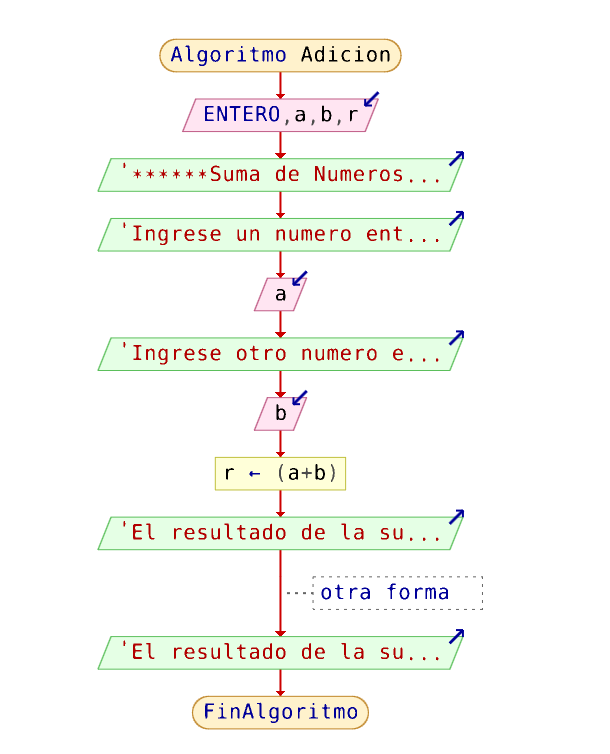 Algoritmo Adicion
ENTERO,a,b,r
'******Suma de Numeros...
'Ingrese un numero ent...
a
'Ingrese otro numero e...
b
r ← (a+b)
'El resultado de la su...
otra forma
'El resultado de la su...
FinAlgoritmo